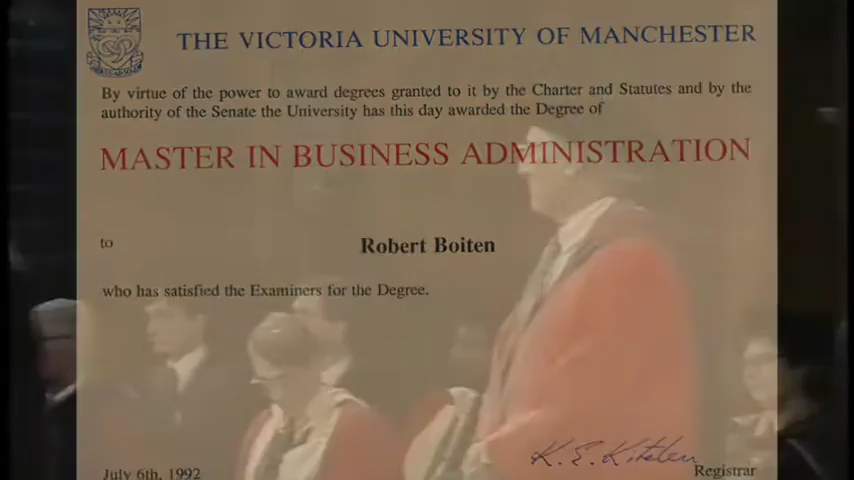 THE VICTORIA UNIVERSITY OF MANCHESTER
By virtue of the power to award degrees granted to it by the Charter and Statutes and by the
authority of the Senate the University has this day awarded the Degree of
MASTER IN BUSINESS ADMINISTRATION
to
Robert Boiten
who has satisfied the Examiners for the Degree.
K. E.
July 6th, 1992
Registrar